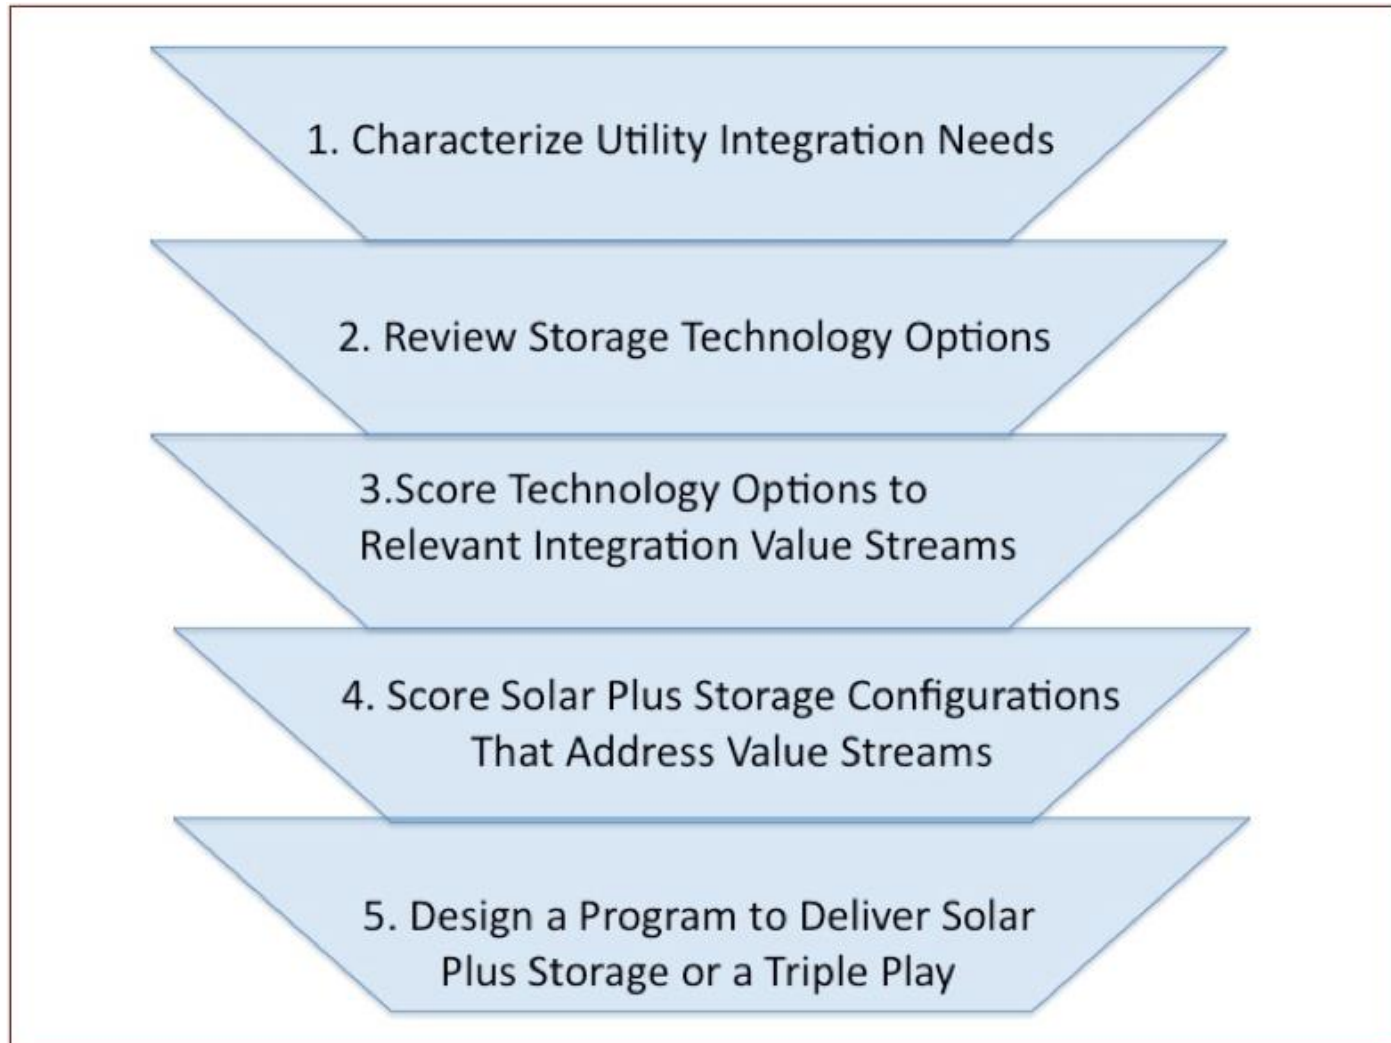 1. Characterize Utility Integration Needs
2. Review Storage Technology Options
3.Score Technology Options to
Relevant Integration Value Streams
4. Score Solar Plus Storage Configurations
That Address Value Streams
5. Design a Program to Deliver Solar
Plus Storage or a Triple Play